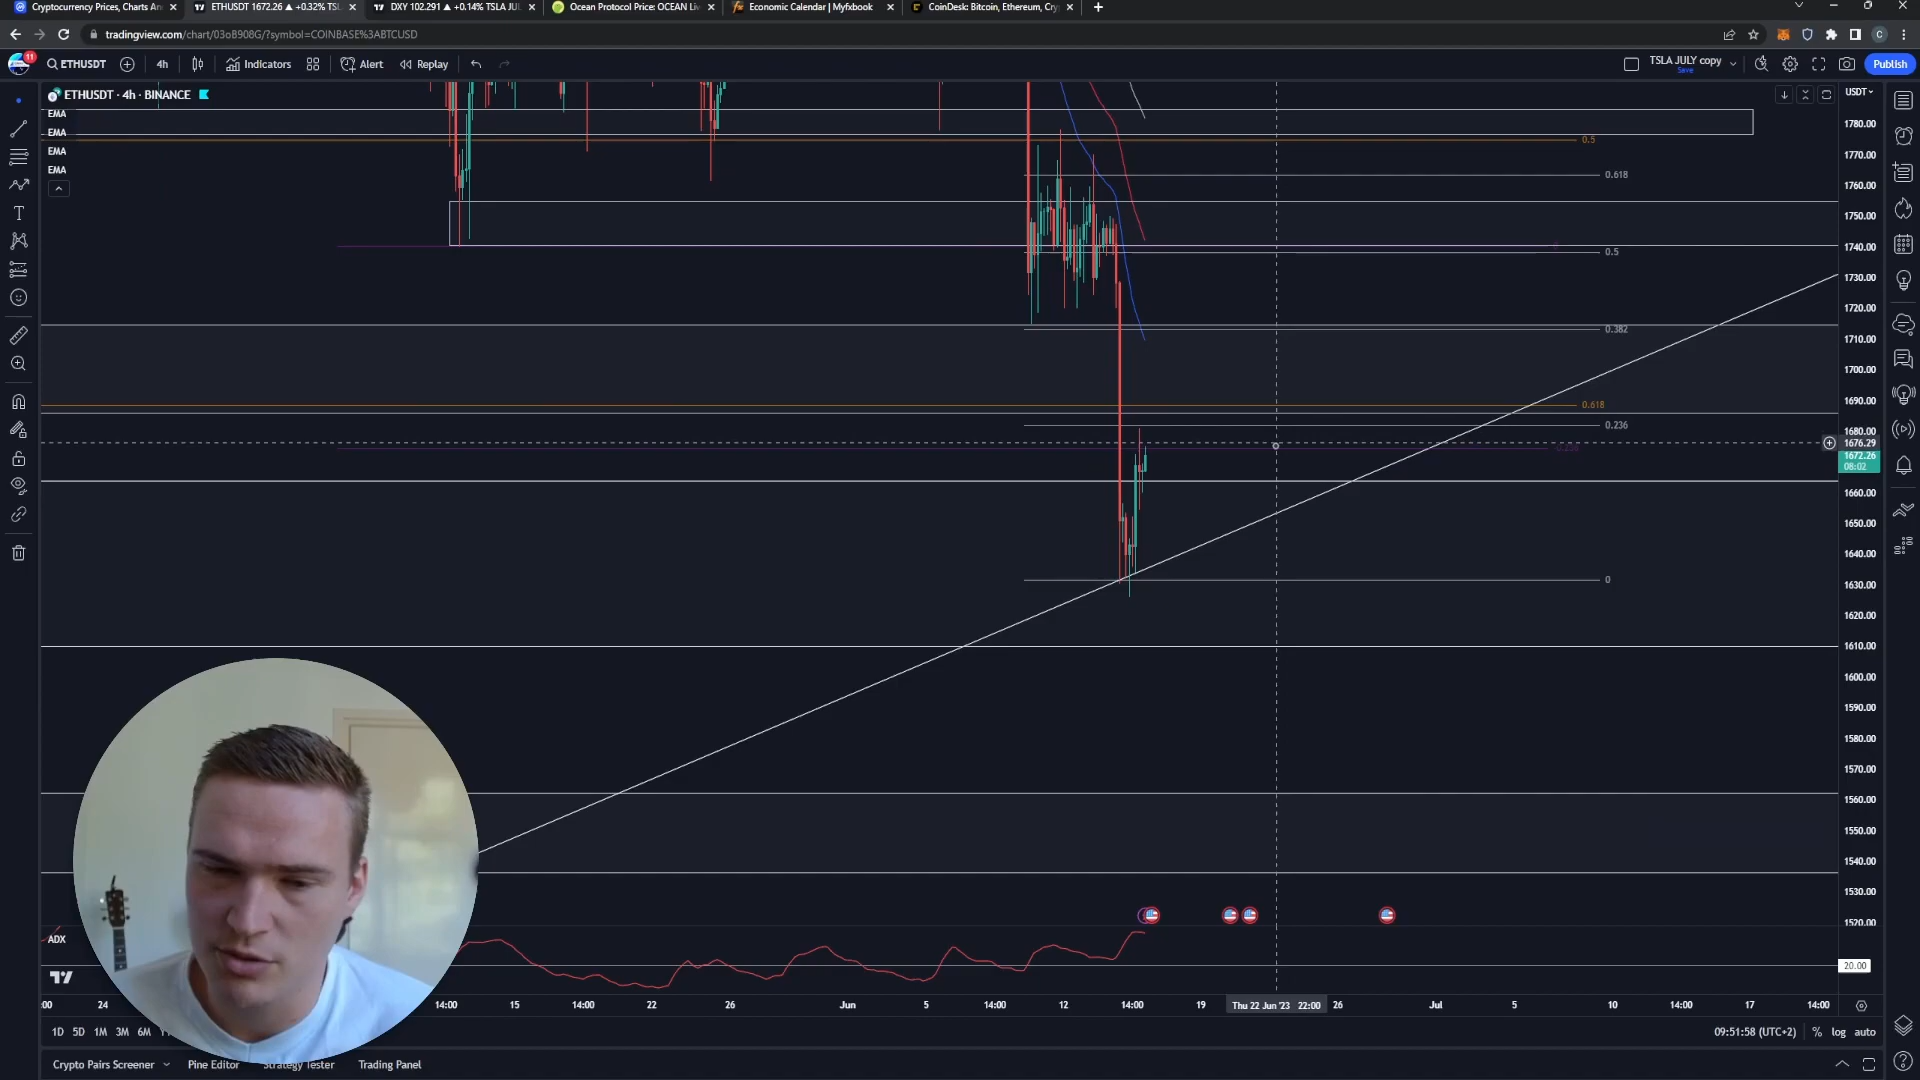 Cryptocurrency Prices, Charts An
ETHUSDT 1672.26 ▲ +0.32% TSL
DXY 102.291 ▲ +0.14% TSLA JUL
Ocean Protocol Price: OCEAN Liv
Economic Calendar | Myfxbook
CoinDesk: Bitcoin, Ethereum, Cry
tradingview.com/chart/03oB908G/?symbol=COINBASE%3ABTCUSD
C
11
ETHUSDT
4h
Indicators
Alert
Replay
TSLA JULY copy
Save
Publish
ETHUSDT · 4h · BINANCE
USDT
EMA
EMA
EMA
EMA
1780.00
1770.00
1760.00
1750.00
1740.00
1730.00
1720.00
1710.00
1700.00
1690.00
1680.00
1676.29
1672.26
08:02
1660.00
1650.00
1640.00
1630.00
1620.00
1610.00
1600.00
1590.00
1580.00
1570.00
1560.00
1550.00
1540.00
1530.00
1520.00
0.5
0.618
0.5
0.382
0.618
0.236
0
ADX
20.00
:00
24
14:00
15
14:00
22
26
Jun
5
14:00
12
14:00
19
Thu 22 Jun '23 22:00
26
Jul
5
10
14:00
17
14:00
1D
5D
1M
3M
6M
09:51:58 (UTC+2)
%
log
auto
Crypto Pairs Screener
Pine Editor
Strategy Tester
Trading Panel